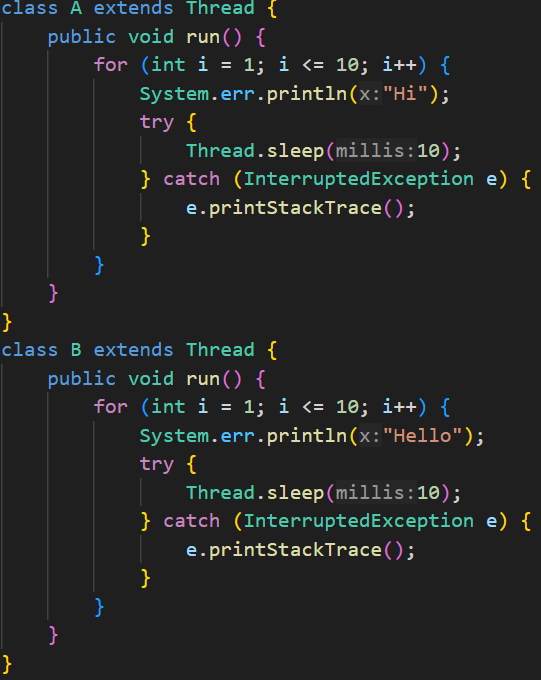 class A extends Thread {
    public void run() {
        for (int i = 1; i <= 10; i++) {
            System.err.println(x:"Hi");
            try {
                Thread.sleep(millis:10);
            } catch (InterruptedException e) {
                e.printStackTrace();
            }
        }
    }
}
class B extends Thread {
    public void run() {
        for (int i = 1; i <= 10; i++) {
            System.err.println(x:"Hello");
            try {
                Thread.sleep(millis:10);
            } catch (InterruptedException e) {
                e.printStackTrace();
            }
        }
    }
}